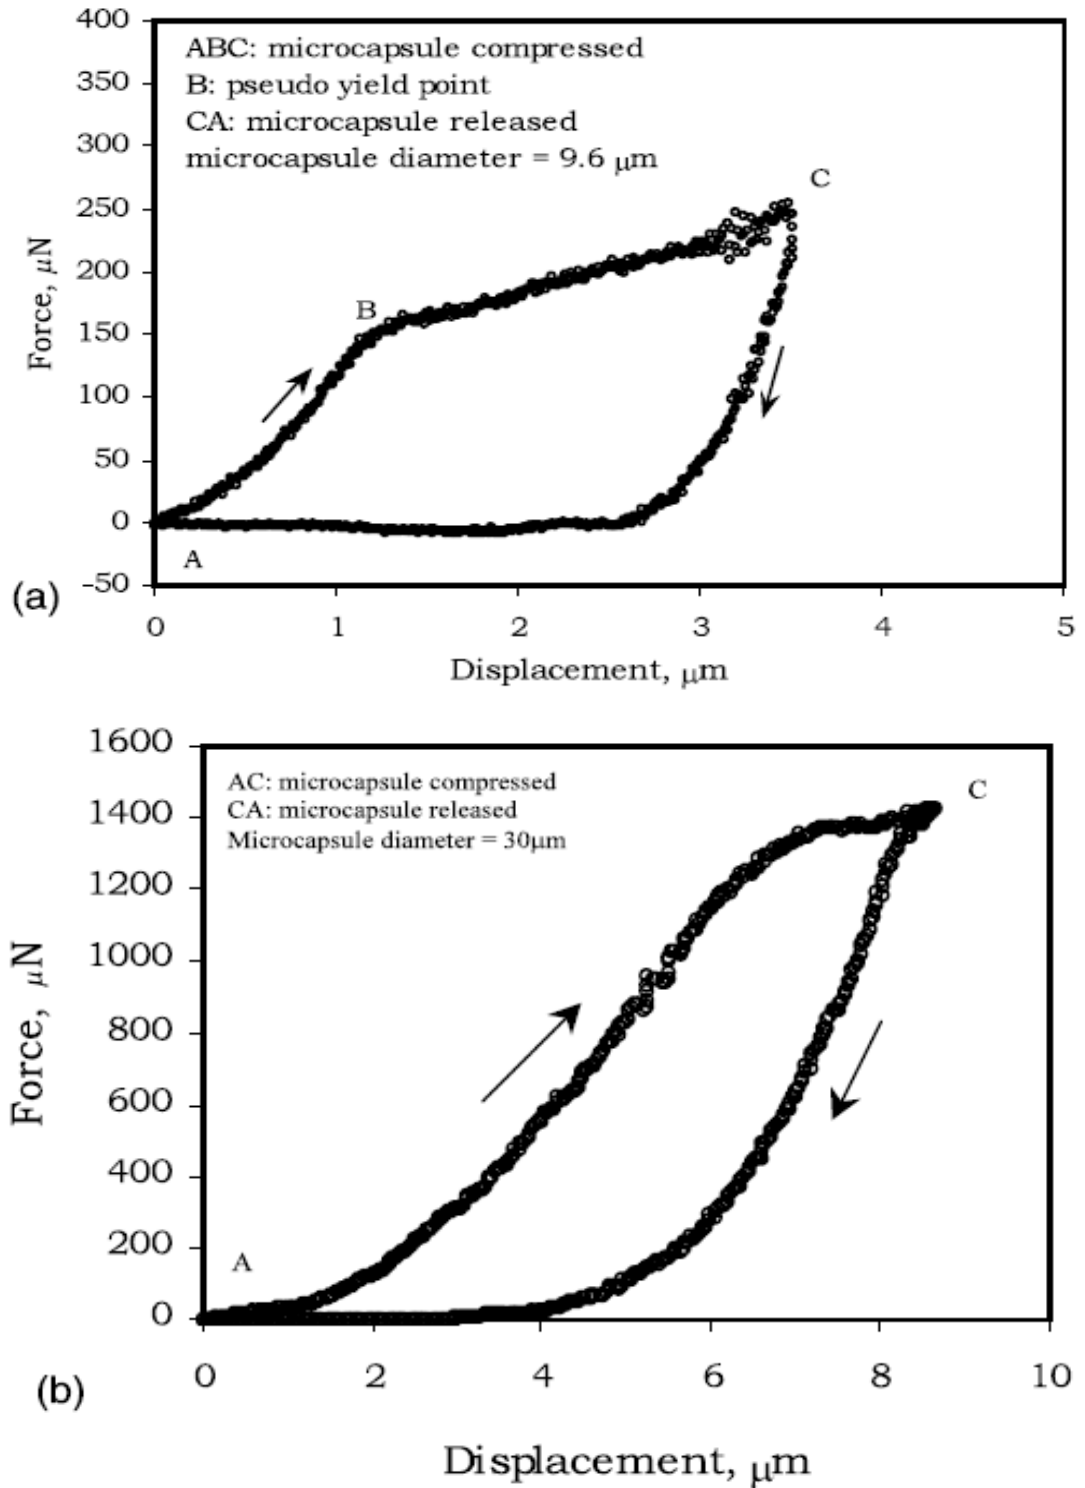 400
ABC: microcapsule compressed
350
B: pseudo yield point
CA: microcapsule released
300
microcapsule diameter = 9.6 μm
C
250
Force, μN
200
B
150
100
50
0
A
-50
(a)
0 1 2 3 4 5
Displacement, μm
1600
AC: microcapsule compressed
C
1400
CA: microcapsule released
Microcapsule diameter = 30μm
1200
1000
Force, μN
800
600
400
200
A
0
(b)
0 2 4 6 8 10
Displacement, μm